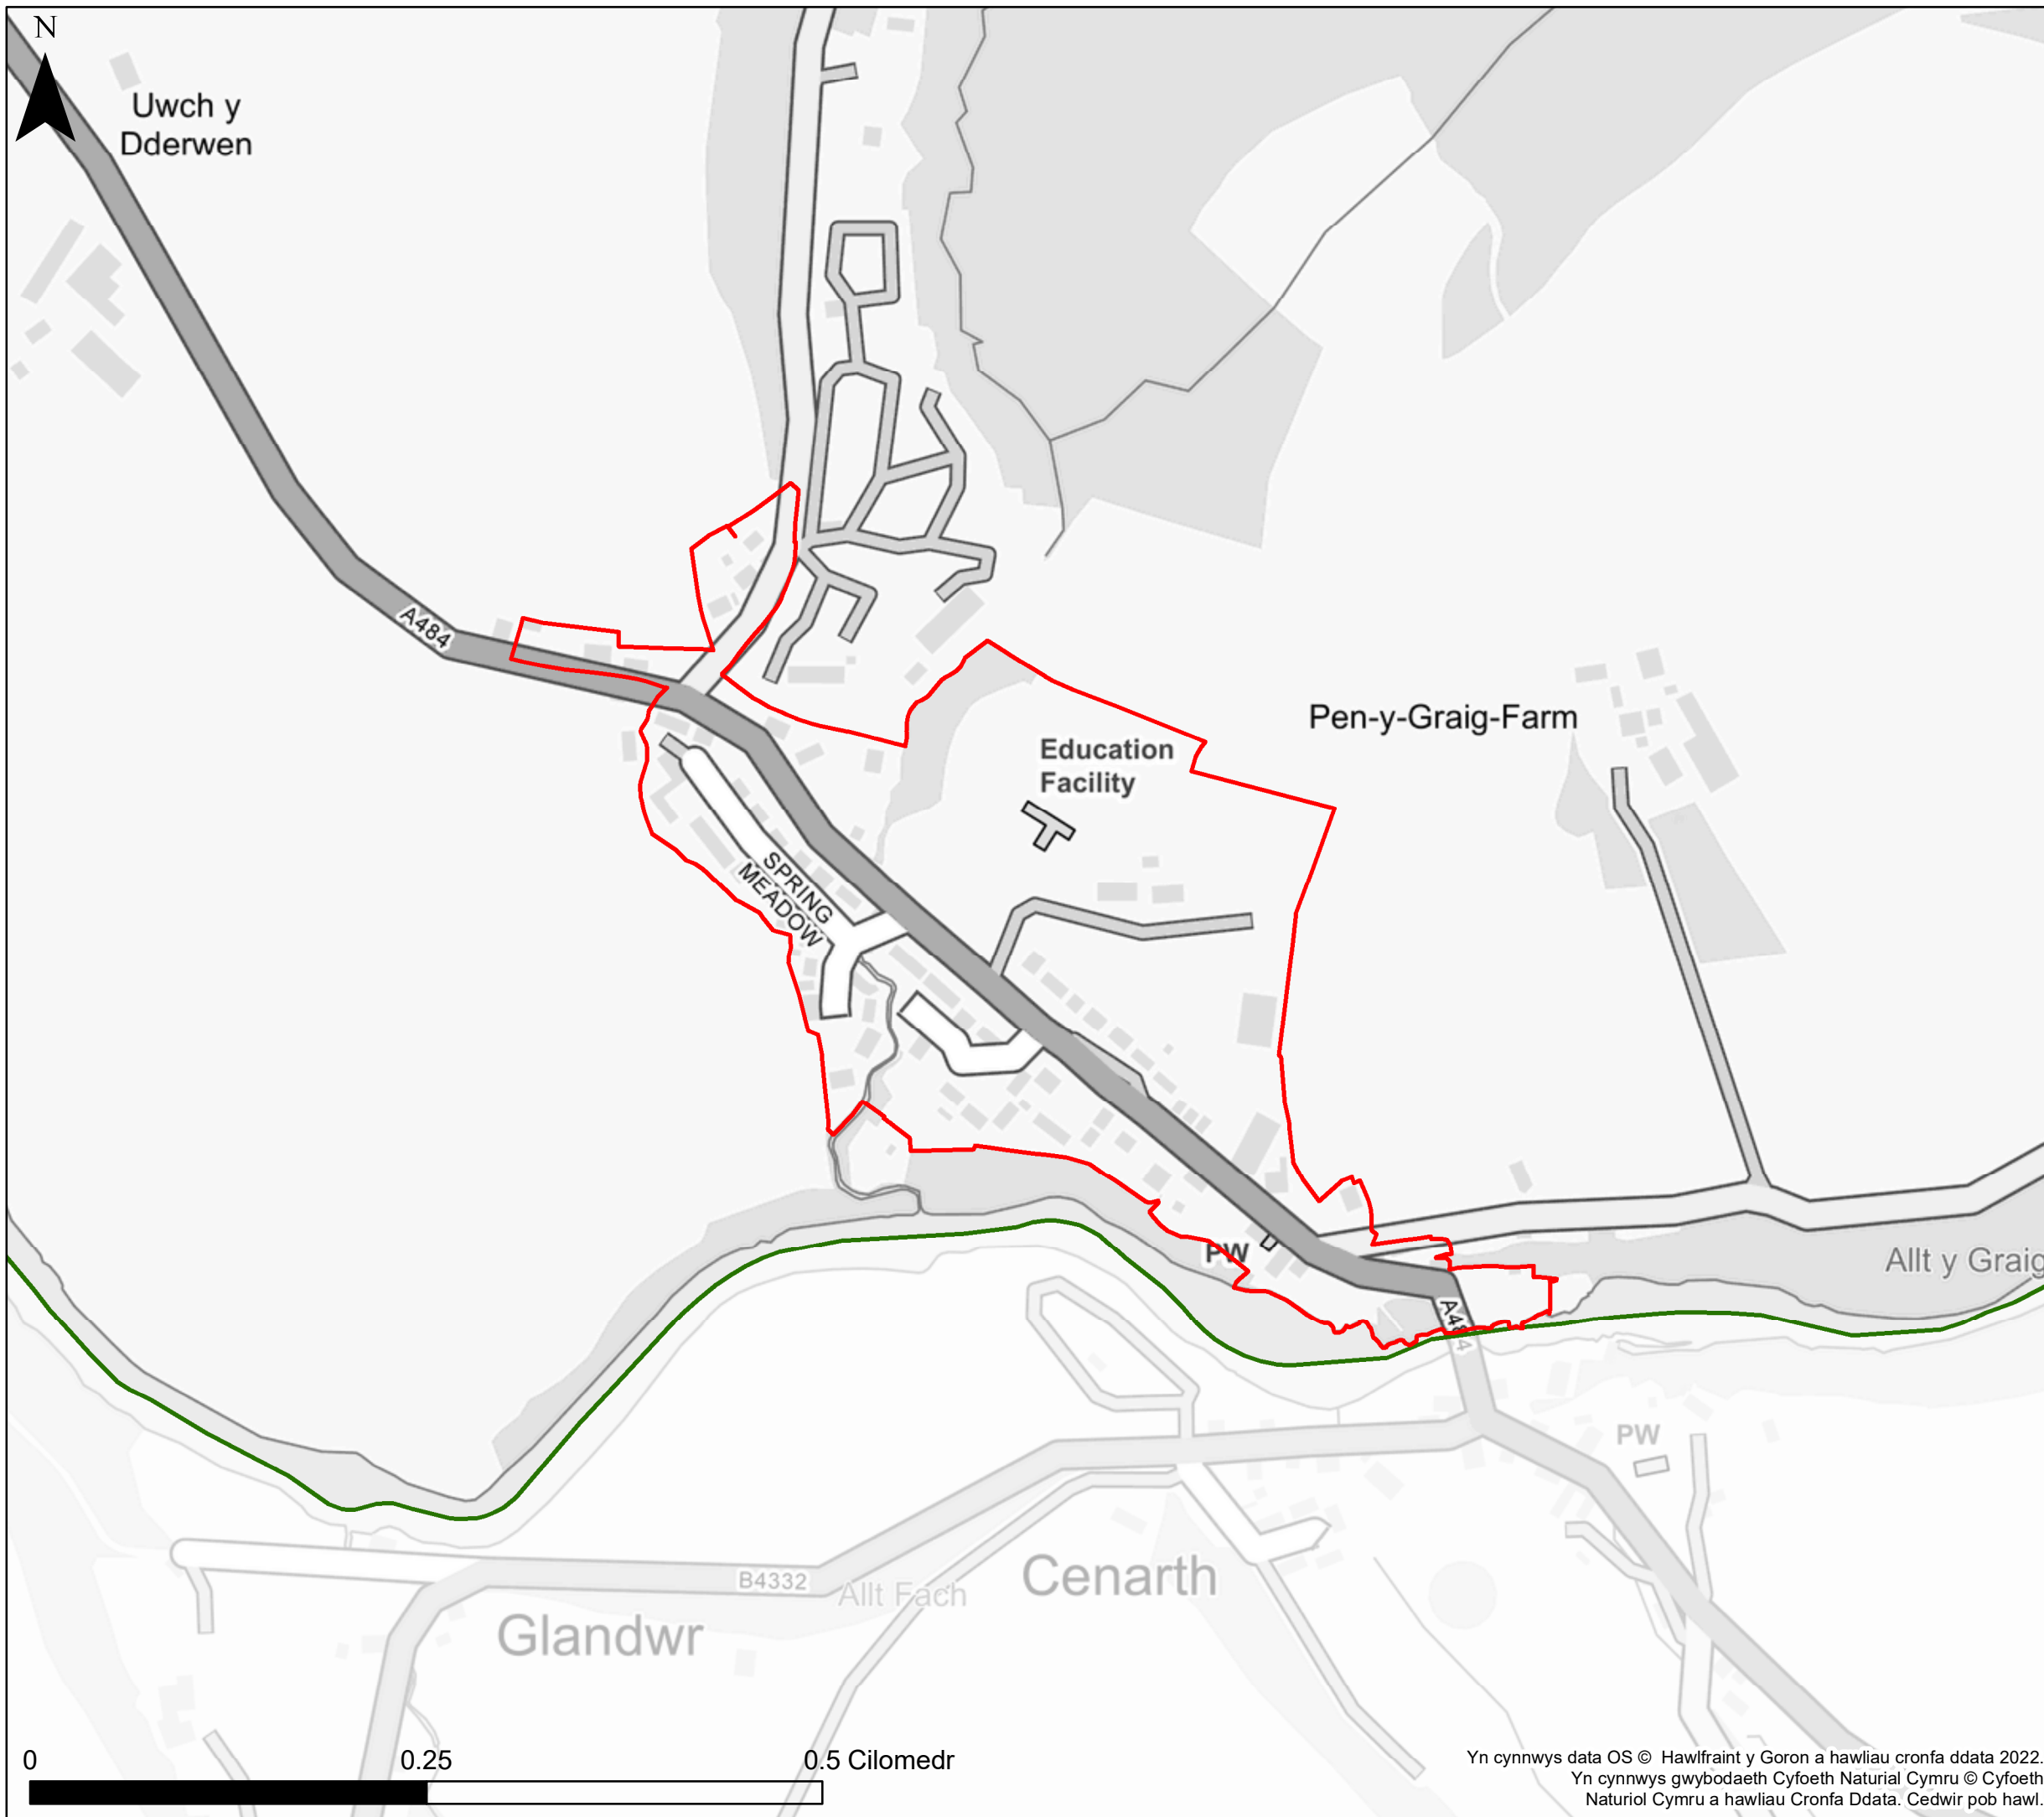 N
Uwch y
Dderwen
A484
Pen-y-Graig-Farm
Education
Facility
SPRING
MEADOW
PW
Allt y Graig
A484
PW
Cenarth
B4332
Allt Fach
Glandwr
0
0.25
0.5 Cilomedr
Yn cynnwys data OS © Hawlfraint y Goron a hawliau cronfa ddata 2022.
Yn cynnwys gwybodaeth Cyfoeth Naturial Cymru © Cyfoeth
Naturiol Cymru a hawliau Cronfa Ddata. Cedwir pob hawl.